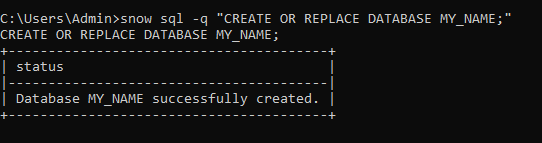 C:\Users\Admin>snow sql -q "CREATE OR REPLACE DATABASE MY_NAME;"
CREATE OR REPLACE DATABASE MY_NAME;
+----------------------------------------+
| status                                 |
|----------------------------------------|
| Database MY_NAME successfully created. |
+----------------------------------------+